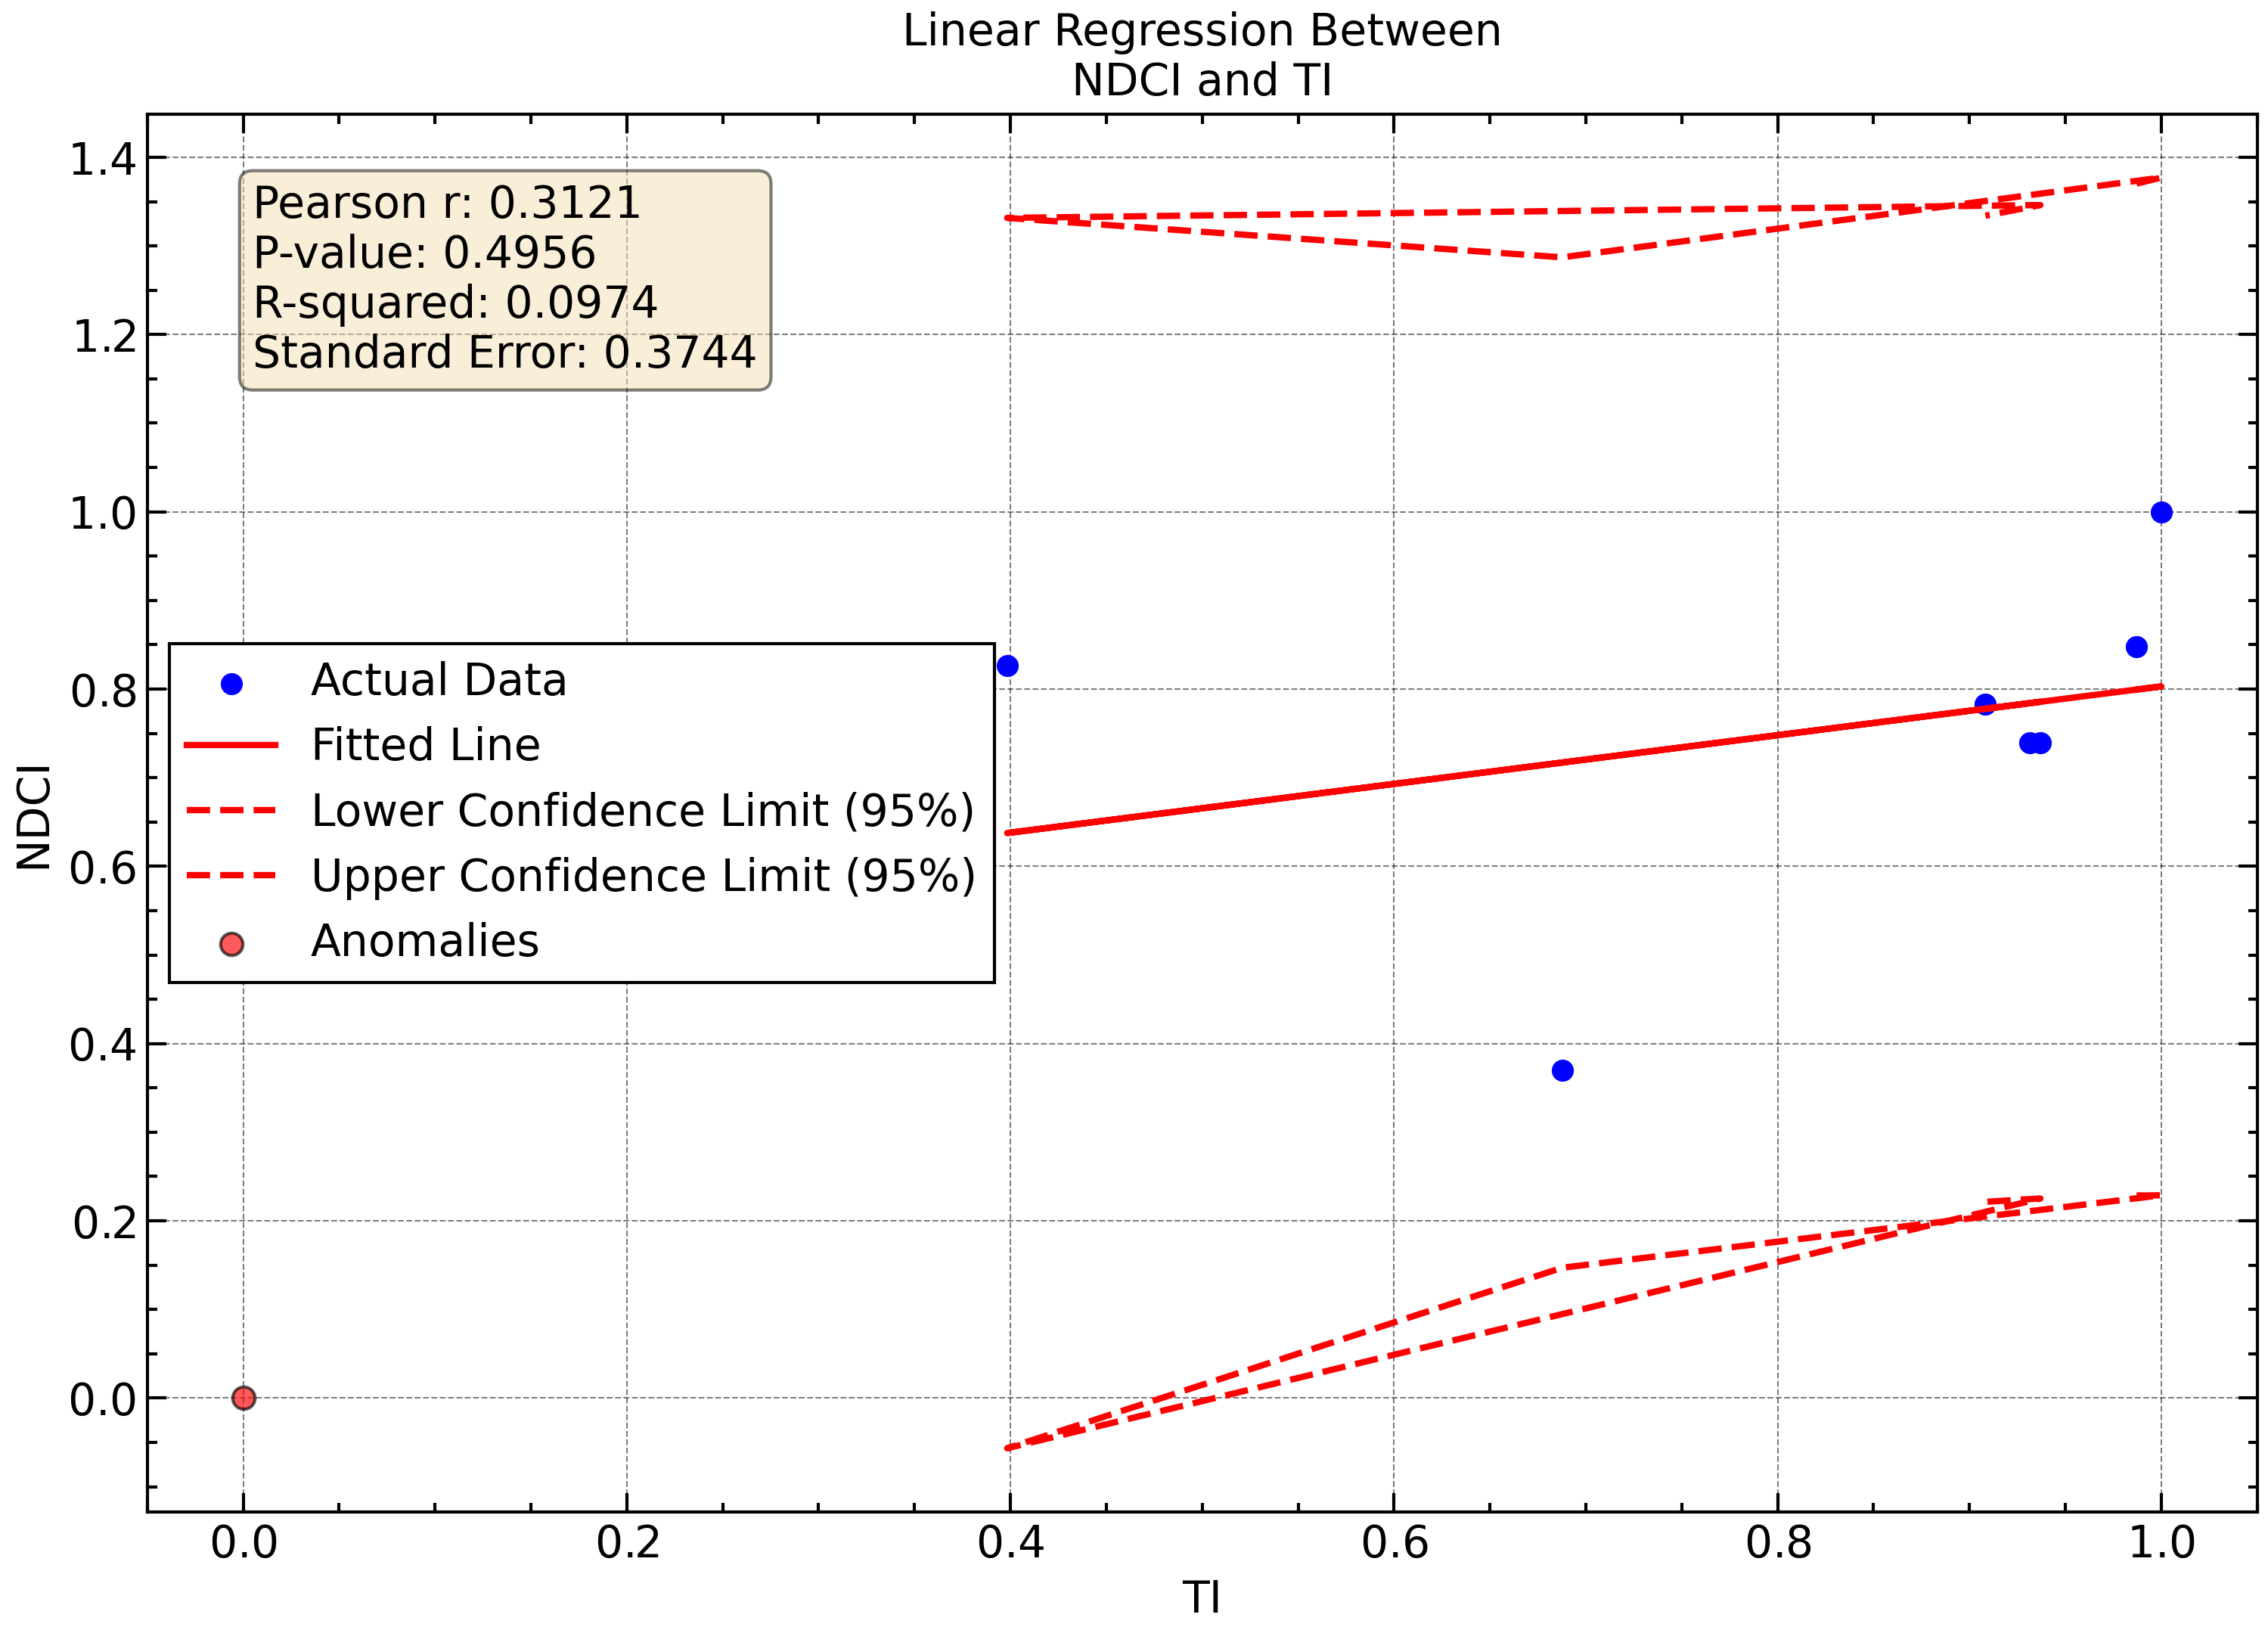 Linear Regression Between
NDCI and TI
1.4
1.2
1.0
0.8
0.6
0.4
0.2
0.0
NDCI
Pearson r: 0.3121
P-value: 0.4956
R-squared: 0.0974
Standard Error: 0.3744
Actual Data
Fitted Line
Lower Confidence Limit (95%)
Upper Confidence Limit (95%)
Anomalies
0.0 0.2 0.4 0.6 0.8 1.0
TI